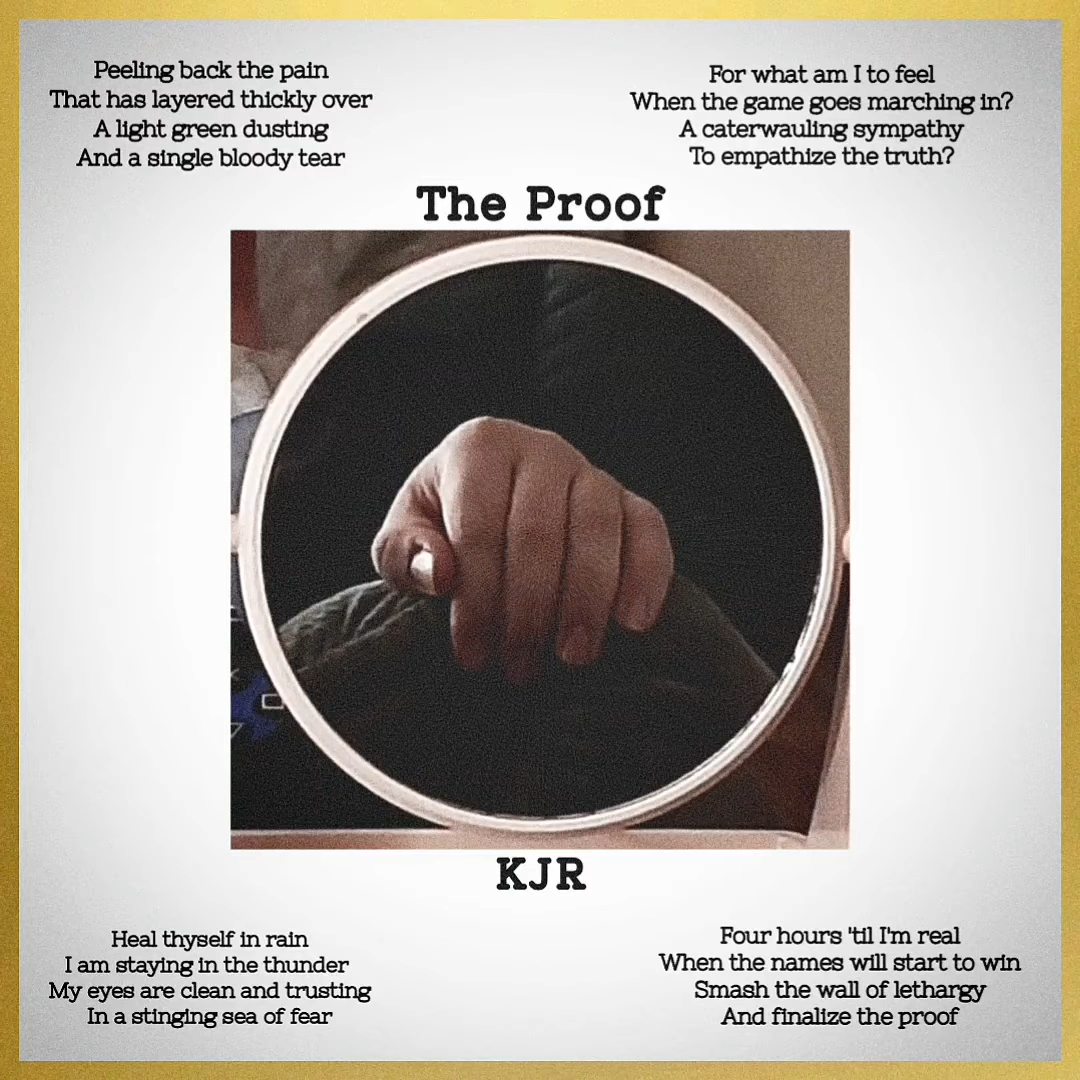 Peeling back the pain
That has layered thickly over
A light green dusting
And a single bloody tear
For what am I to feel
When the game goes marching in?
A caterwauling sympathy
To empathize the truth?
The Proof
KJR
Heal thyself in rain
I am staying in the thunder
My eyes are clean and trusting
In a stinging sea of fear
Four hours 'til I'm real
When the names will start to win
Smash the wall of lethargy
And finalize the proof